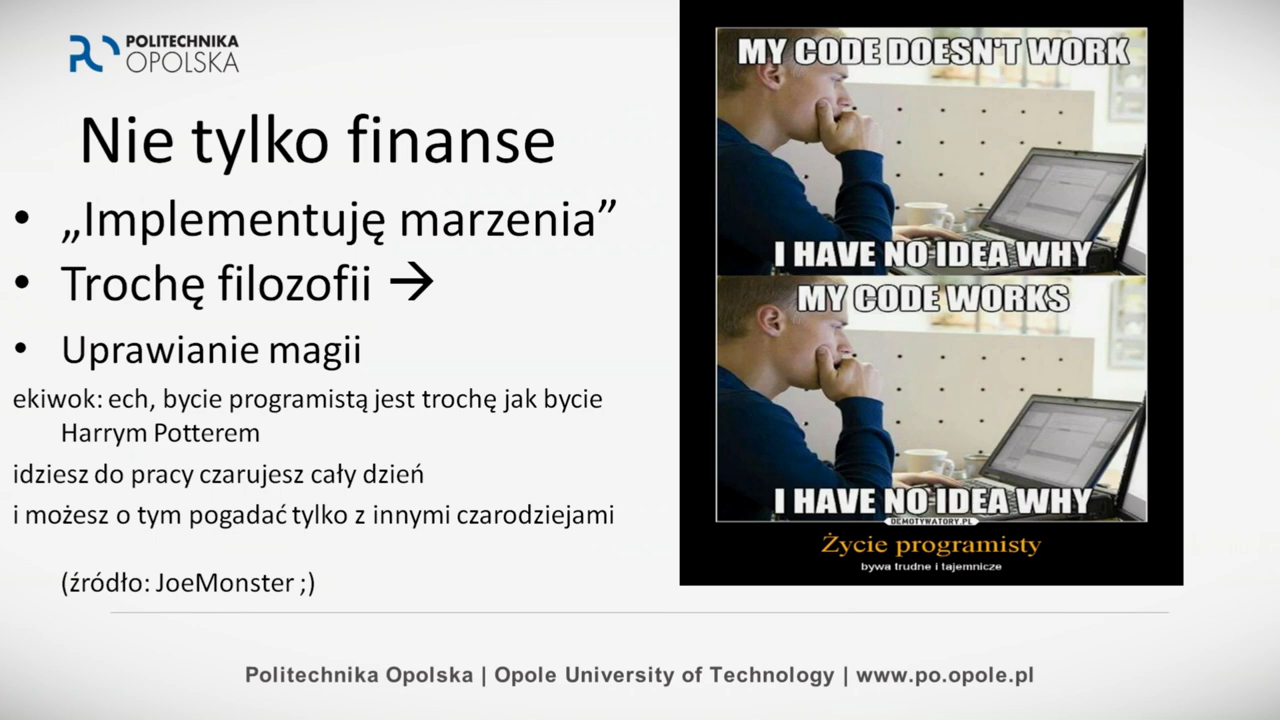 POLITECHNIKA
OPOLSKA
Nie tylko finanse
• „Implementuję marzenia”
• Trochę filozofii →
• Uprawianie magii
ekiwok: ech, bycie programistą jest trochę jak bycie
Harrym Potterem
idziesz do pracy czarujesz cały dzień
i możesz o tym pogadać tylko z innymi czarodziejami
(źródło: JoeMonster ;)
MY CODE DOESN'T WORK
I HAVE NO IDEA WHY
MY CODE WORKS
I HAVE NO IDEA WHY
DEMOTYWATORY.PL
Życie programisty
bywa trudne i tajemnicze
Politechnika Opolska | Opole University of Technology | www.po.opole.pl